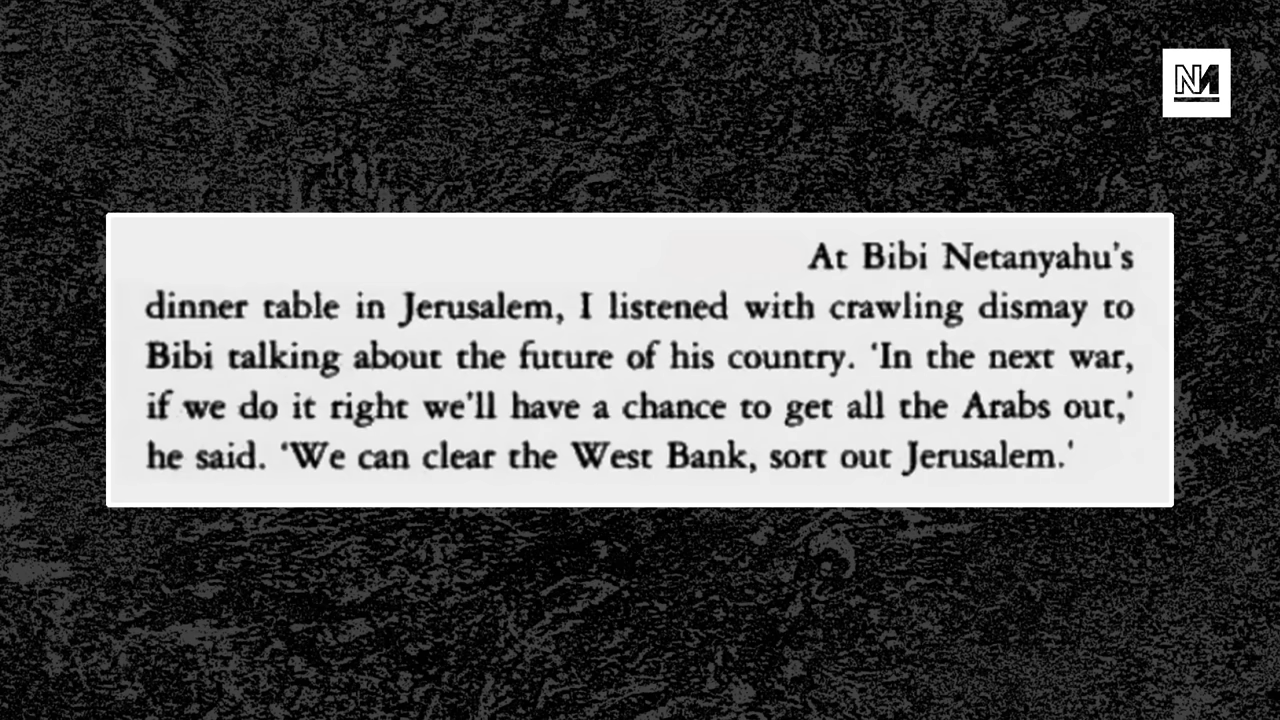 NM
At Bibi Netanyahu's
dinner table in Jerusalem, I listened with crawling dismay to
Bibi talking about the future of his country. ‘In the next war,
if we do it right we'll have a chance to get all the Arabs out,’
he said. ‘We can clear the West Bank, sort out Jerusalem.’